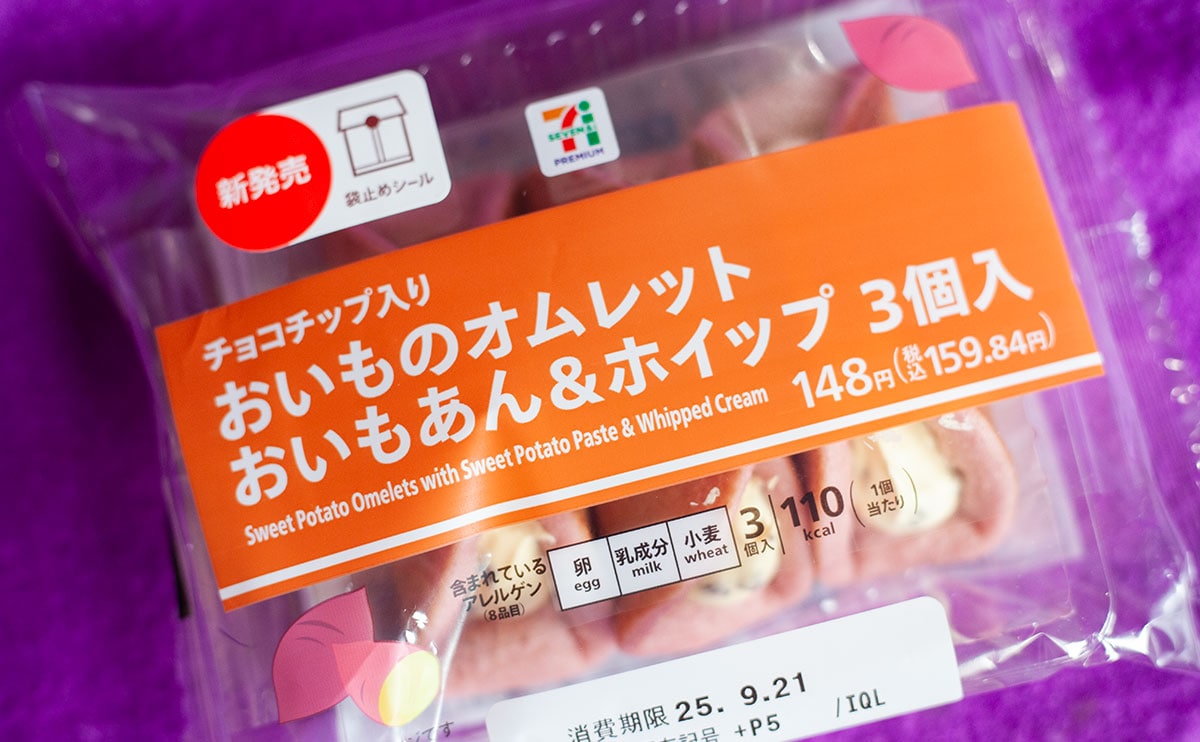 新発売
袋止めシール
SEVEN&i
PREMIUM
チョコチップ入り
おいものオムレット
おいもあん&ホイップ 3個入
Sweet Potato Omelets with Sweet Potato Paste & Whipped Cream
148円(税込159.84円)
含まれている
アレルゲン
(8品目)
卵
egg
乳成分
milk
小麦
wheat
3
個入
110
kcal
(1個
当たり)
消費期限 25. 9.21
記号 +P5 /IQL
です